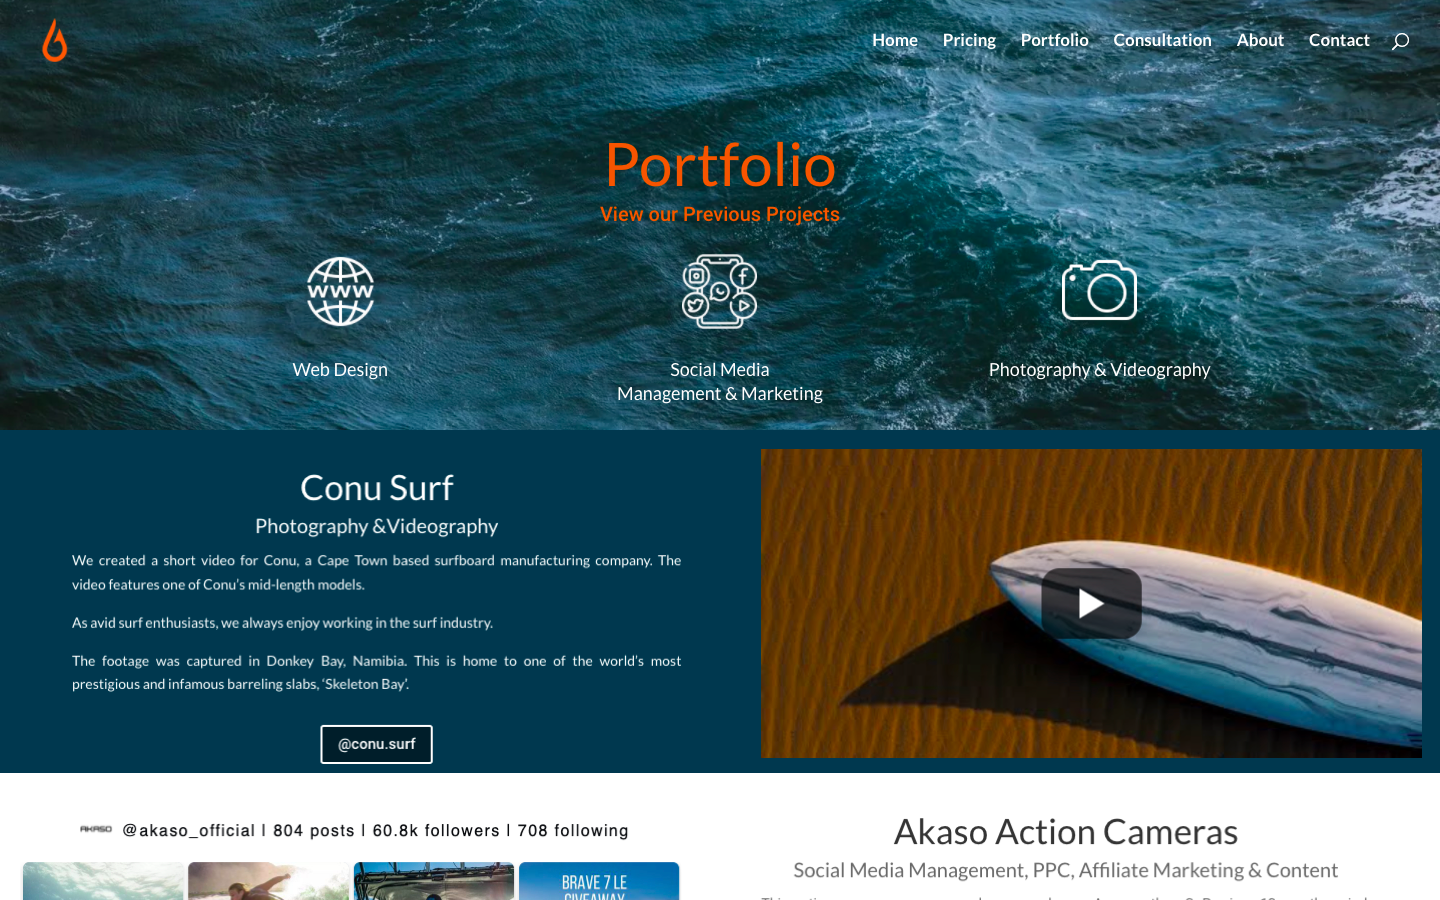 Home Pricing Portfolio Consultation About Contact
Portfolio
View our Previous Projects
www
Web Design
Social Media
Management & Marketing
Photography & Videography
Conu Surf
Photography &Videography
We created a short video for Conu, a Cape Town based surfboard manufacturing company. The
video features one of Conu’s mid-length models.
As avid surf enthusiasts, we always enjoy working in the surf industry.
The footage was captured in Donkey Bay, Namibia. This is home to one of the world’s most
prestigious and infamous barreling slabs, ‘Skeleton Bay’.
@conu.surf
AKASO @akaso_official | 804 posts | 60.8k followers | 708 following
BRAVE 7 LE
GIVEAWAY
Akaso Action Cameras
Social Media Management, PPC, Affiliate Marketing & Content